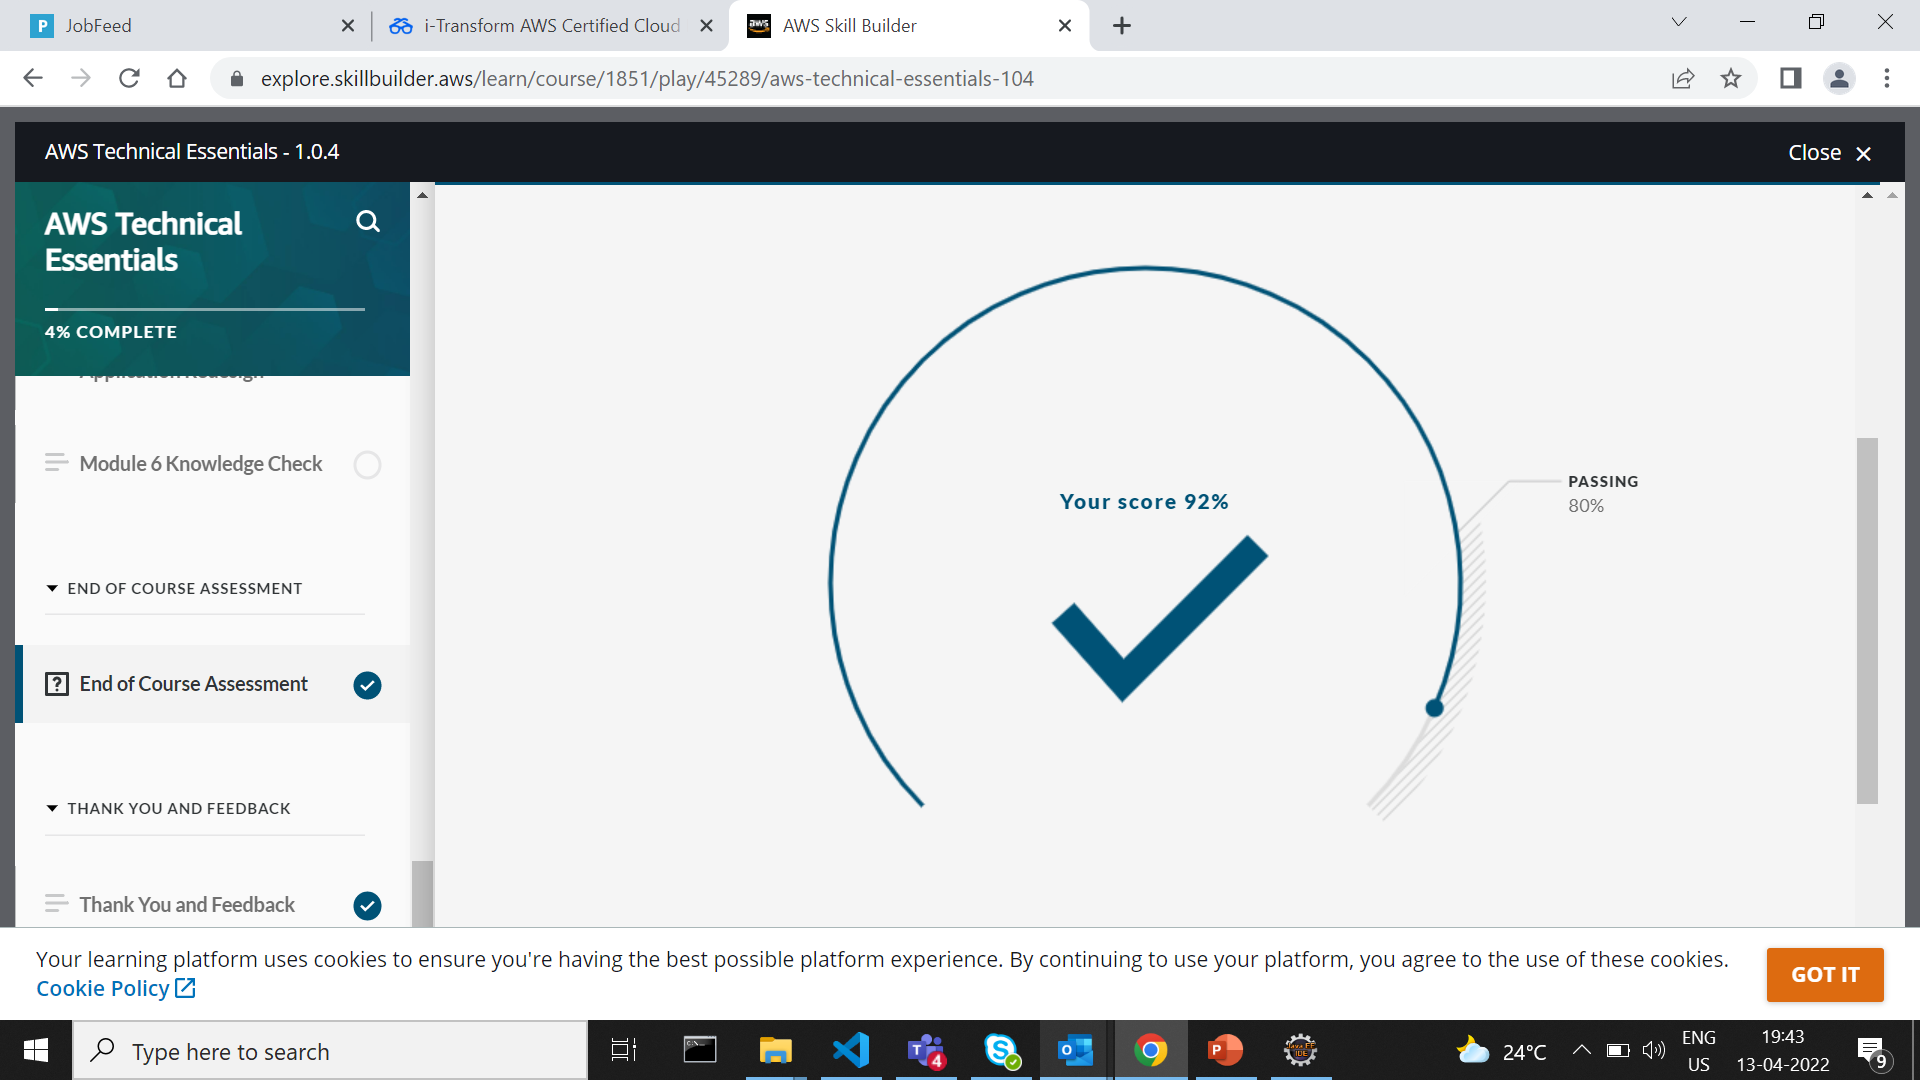 JobFeed
i-Transform AWS Certified Cloud
AWS Skill Builder
explore.skillbuilder.aws/learn/course/1851/play/45289/aws-technical-essentials-104
AWS Technical Essentials - 1.0.4
Close
AWS Technical
Essentials
4% COMPLETE
Application Redesign
Module 6 Knowledge Check
END OF COURSE ASSESSMENT
End of Course Assessment
THANK YOU AND FEEDBACK
Thank You and Feedback
Your score 92%
PASSING
80%
Your learning platform uses cookies to ensure you're having the best possible platform experience. By continuing to use your platform, you agree to the use of these cookies.
Cookie Policy
GOT IT
Type here to search
24°C
ENG
US
19:43
13-04-2022
9